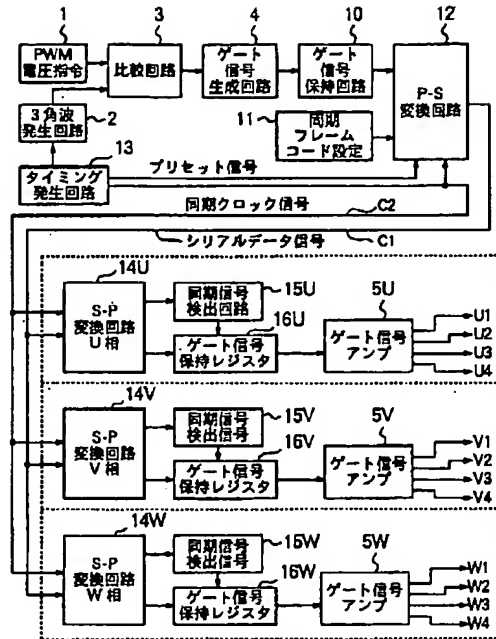 1
3
4
10
12
PWM
電圧指令
比較回路
ゲート
信号
生成回路
ゲート
信号
保持回路
P-S
変換回路
3角波
発生回路
2
11
同期
フレーム
コード設定
13
タイミング
発生回路
プリセット信号
同期クロック信号
C2
シリアルデータ信号
C1
14U
S-P
変換回路
U相
同期信号
検出回路
15U
16U
ゲート信号
保持レジスタ
5U
ゲート信号
アンプ
U1
U2
U3
U4
14V
S-P
変換回路
V相
同期信号
検出信号
15V
16V
ゲート信号
保持レジスタ
5V
ゲート信号
アンプ
V1
V2
V3
V4
14W
S-P
変換回路
W相
同期信号
検出信号
15W
16W
ゲート信号
保持レジスタ
5W
ゲート信号
アンプ
W1
W2
W3
W4